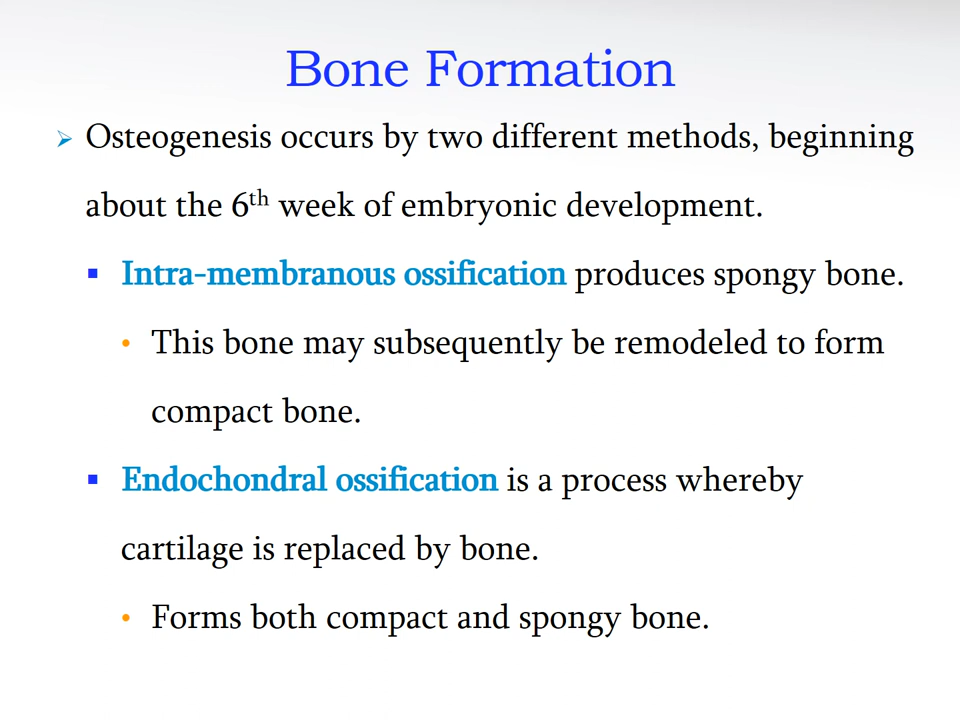 Bone Formation
➢ Osteogenesis occurs by two different methods, beginning
about the 6th week of embryonic development.
▪ Intra-membranous ossification produces spongy bone.
• This bone may subsequently be remodeled to form
compact bone.
▪ Endochondral ossification is a process whereby
cartilage is replaced by bone.
• Forms both compact and spongy bone.